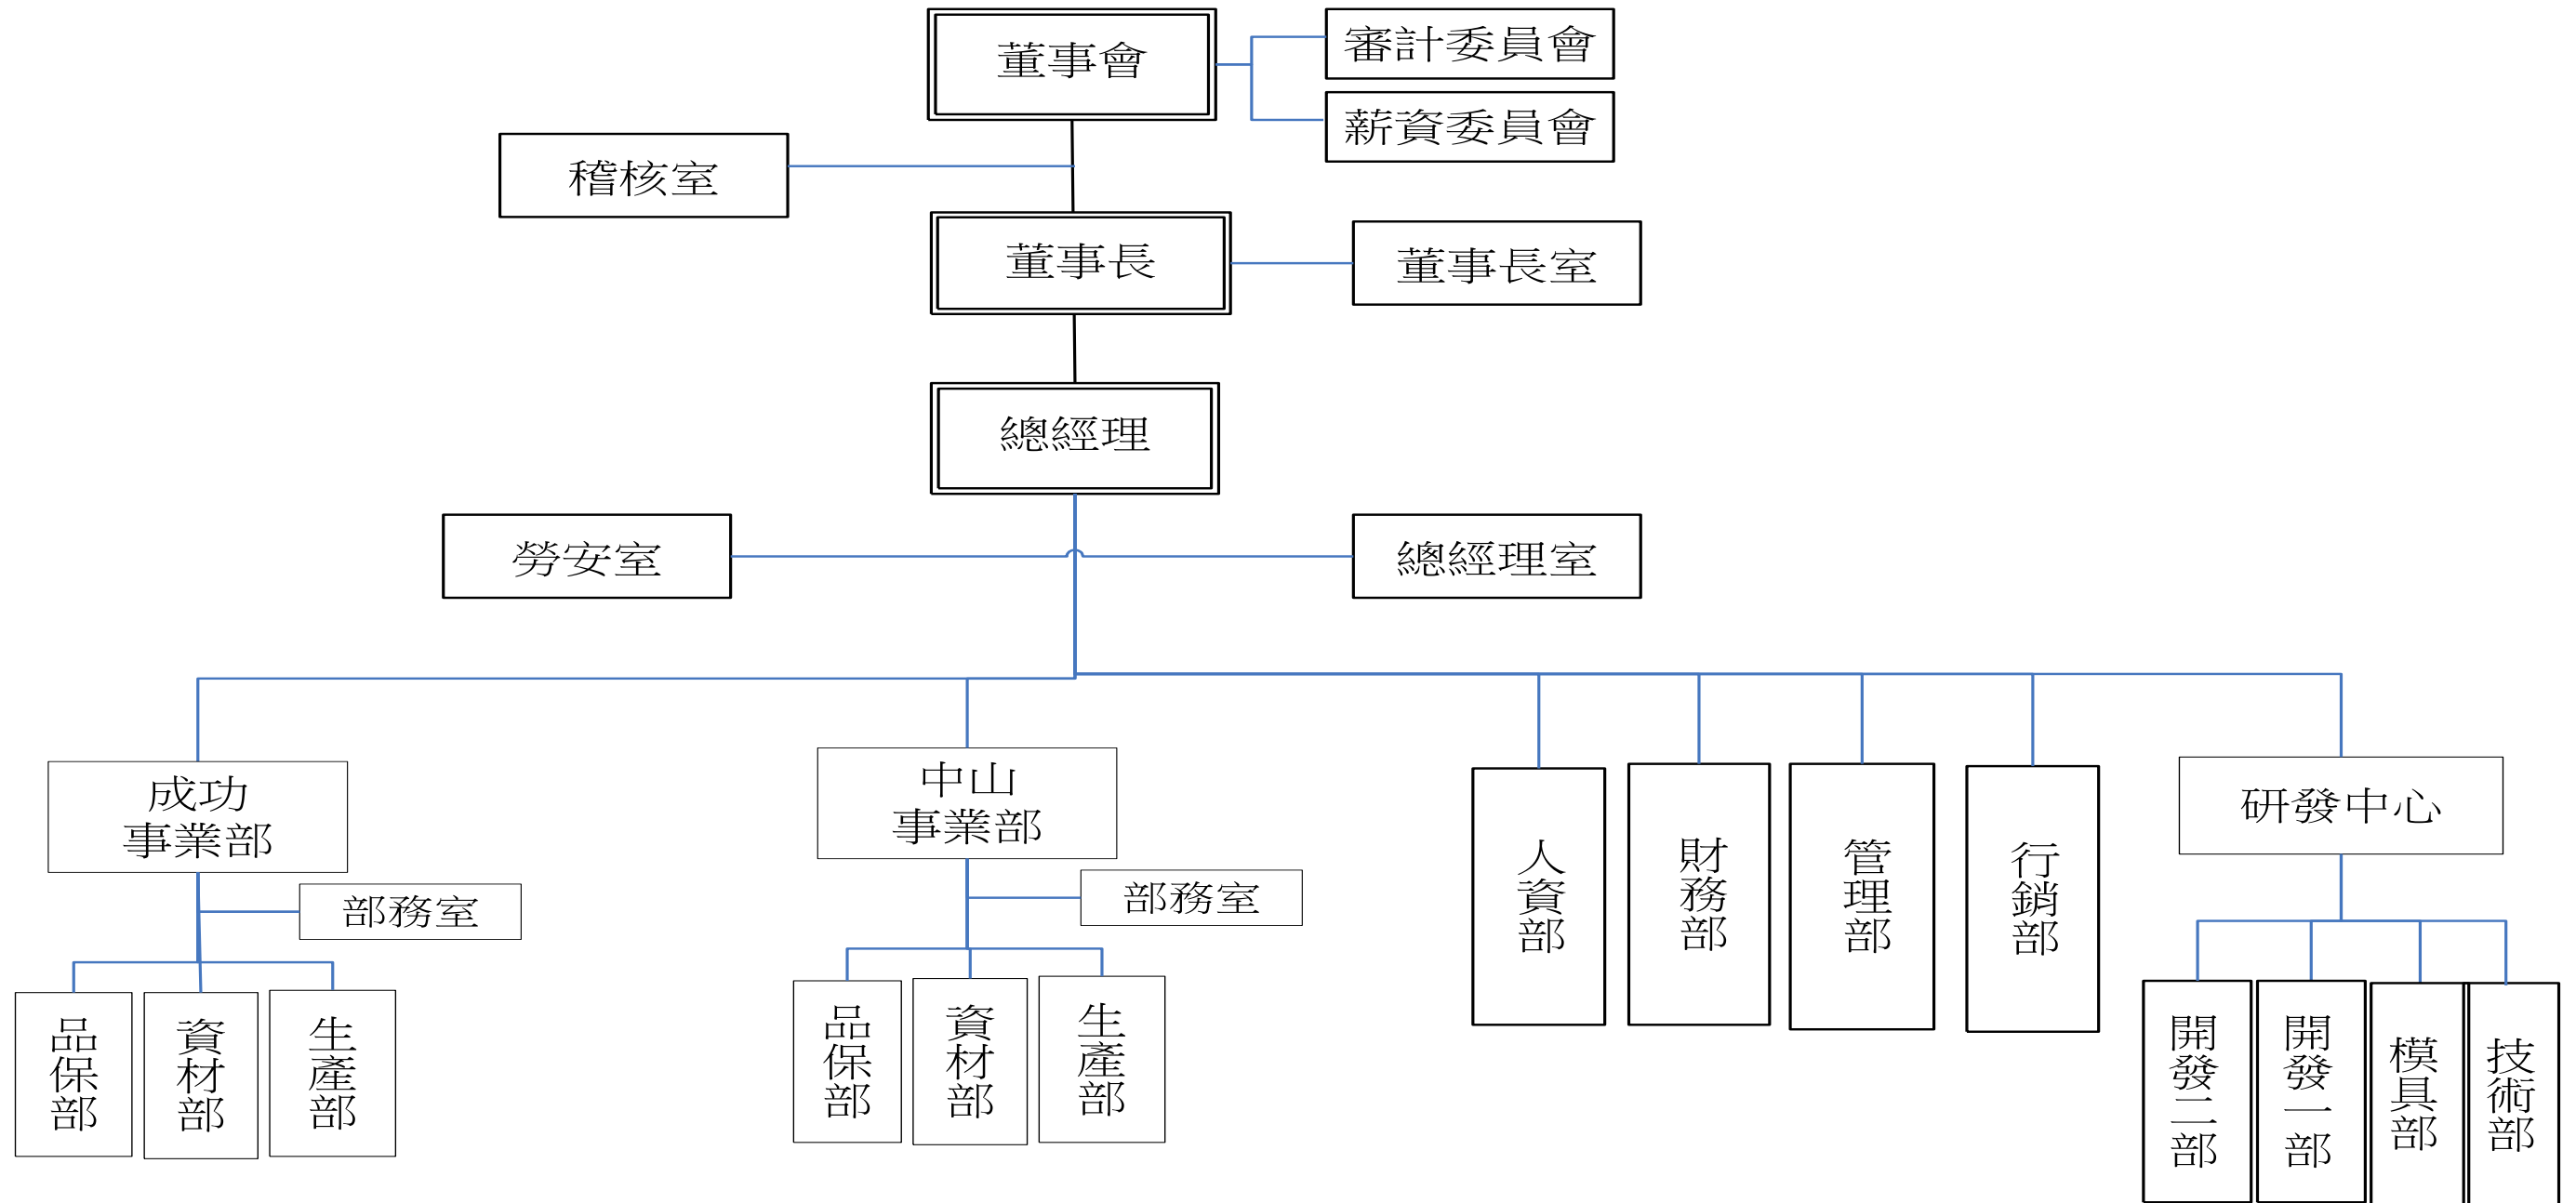 董事會
審計委員會
薪資委員會
稽核室
董事長
董事長室
總經理
勞安室
總經理室
成功
事業部
中山
事業部
人資部
財務部
管理部
行銷部
研發中心
部務室
部務室
品保部
資材部
生產部
品保部
資材部
生產部
開發二部
開發一部
模具部
技術部